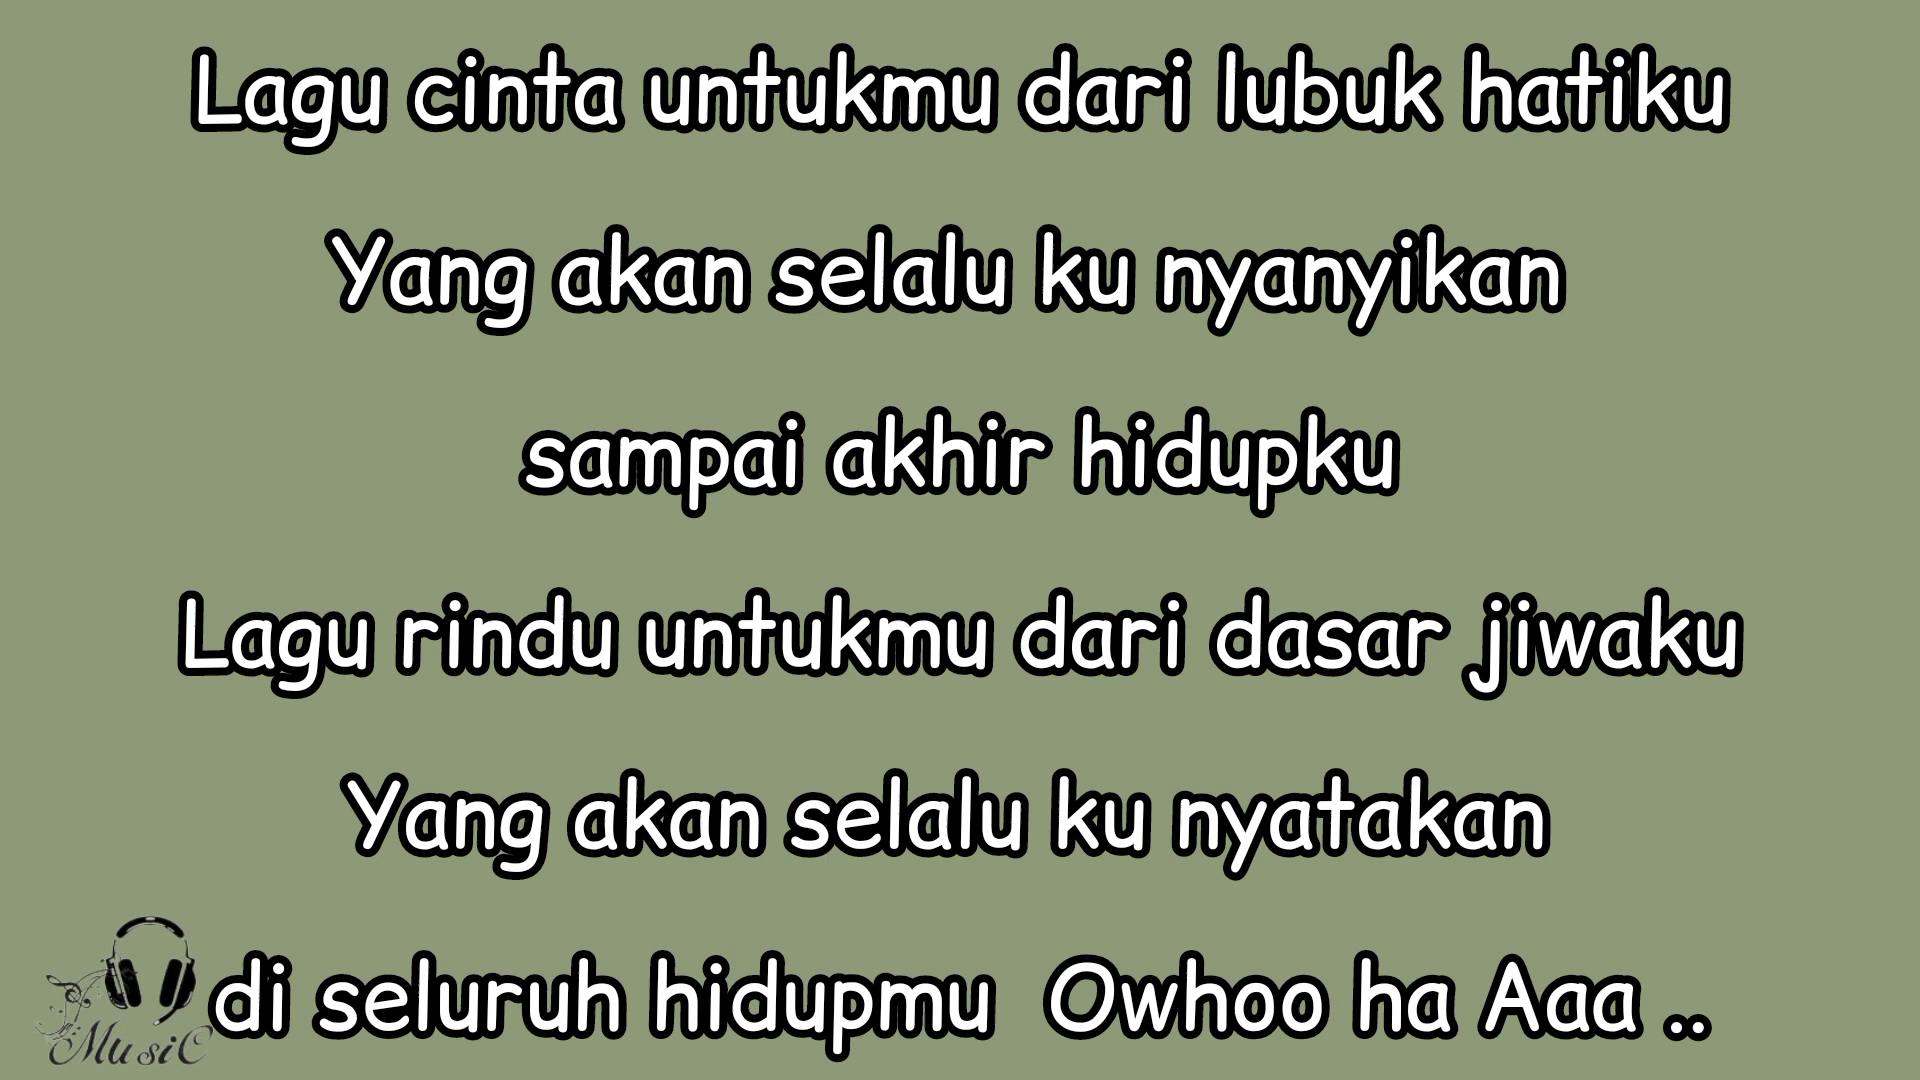 Lagu cinta untukmu dari lubuk hatiku
Yang akan selalu ku nyanyikan
sampai akhir hidupku
Lagu rindu untukmu dari dasar jiwaku
Yang akan selalu ku nyatakan
di seluruh hidupmu  Owhoo ha Aaa ..
MusiC